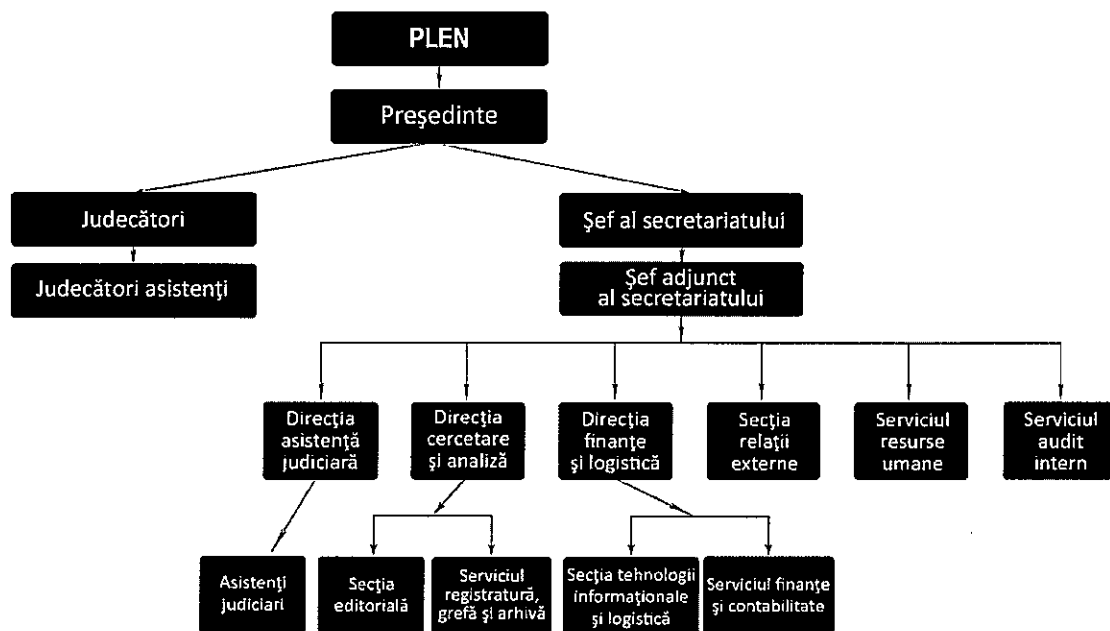 PLEN
Preşedinte
Judecători
Şef al secretariatului
Judecători asistenţi
Şef adjunct
al secretariatului
Direcţia
asistenţă
judiciară
Direcţia
cercetare
şi analiză
Direcţia
finanţe
şi logistică
Secţia
relaţii
externe
Serviciul
resurse
umane
Serviciul
audit
intern
Asistenţi
judiciari
Secţia
editorială
Serviciul
registratură,
grefă şi arhivă
Secţia tehnologii
informaţionale
şi logistică
Serviciul finanţe
şi contabilitate